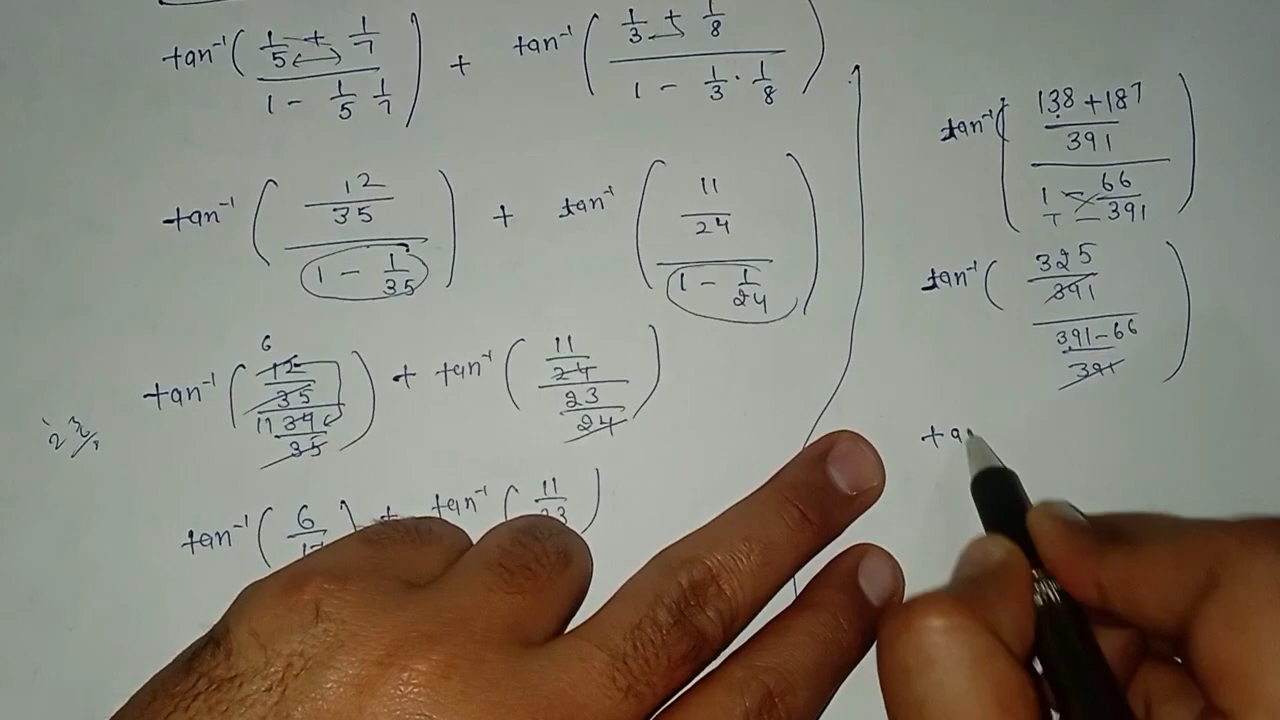 tan⁻¹ ( (1/5 + 1/7) / (1 - 1/5 1/7) ) + tan⁻¹ ( (1/3 + 1/8) / (1 - 1/3 · 1/8) )
tan⁻¹ ( (12/35) / (1 - 1/35) ) + tan⁻¹ ( (11/24) / (1 - 1/24) )
6
tan⁻¹ ( (12/35) / (17 34/35) ) + tan⁻¹ ( (11/24) / (23/24) )
tan⁻¹ ( 6/17 ) + tan⁻¹ ( 11/23 )
tan⁻¹ ( ((138 + 187)/391) / (1/1 - 66/391) )
tan⁻¹ ( (325/391) / ((391 - 66)/391) )
ta